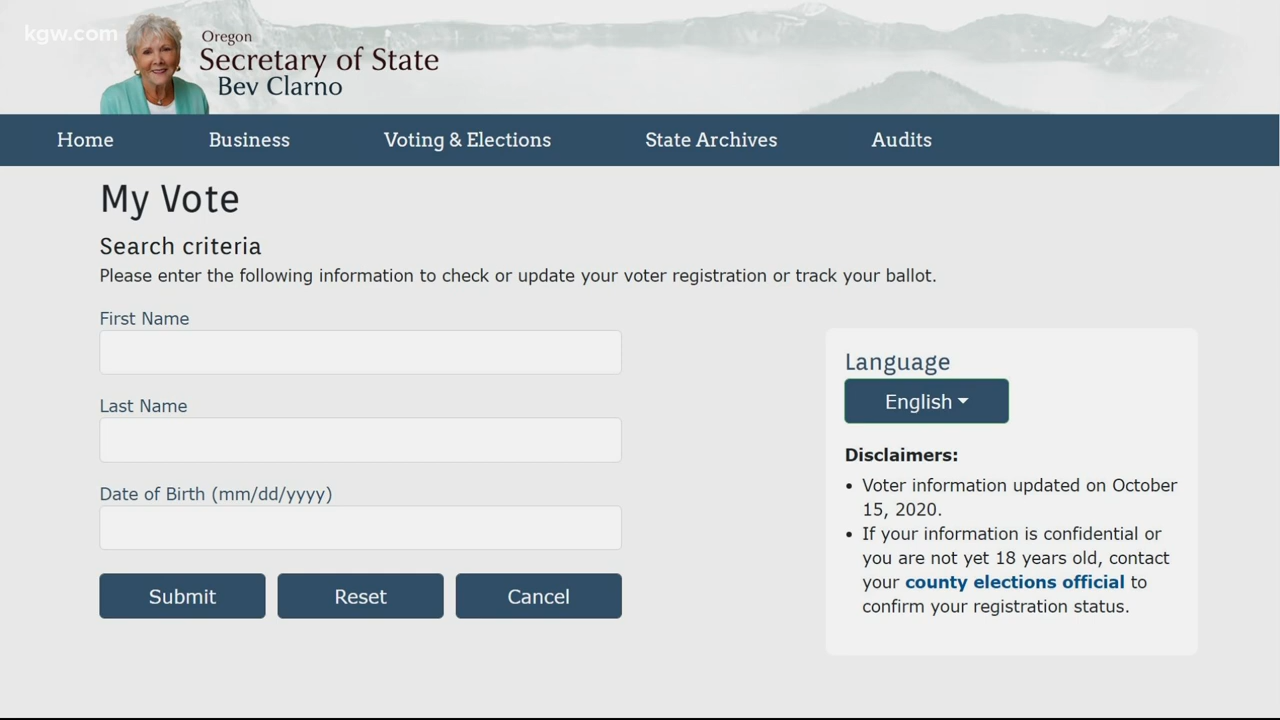 kgw.com
Oregon
Secretary of State
Bev Clarno
Home Business Voting & Elections State Archives Audits
My Vote
Search criteria
Please enter the following information to check or update your voter registration or track your ballot.
First Name
Last Name
Date of Birth (mm/dd/yyyy)
Submit Reset Cancel
Language
English
Disclaimers:
• Voter information updated on October
15, 2020.
• If your information is confidential or
you are not yet 18 years old, contact
your county elections official to
confirm your registration status.